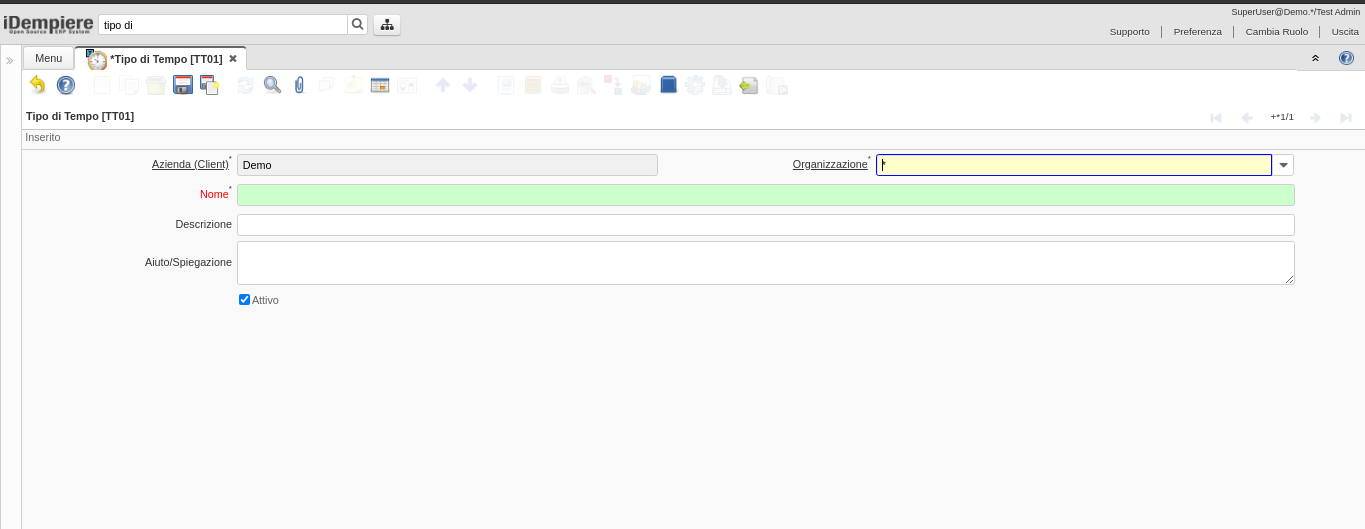 SuperUser@Demo.*/Test Admin
iDempiere
Open Source ERP System
tipo di
Supporto
Preferenza
Cambia Ruolo
Uscita
Menu
*Tipo di Tempo [TT01]
Tipo di Tempo [TT01]
+*1/1
Inserito
Azienda (Client)*
Demo
Organizzazione*
*
Nome*
Descrizione
Aiuto/Spiegazione
Attivo